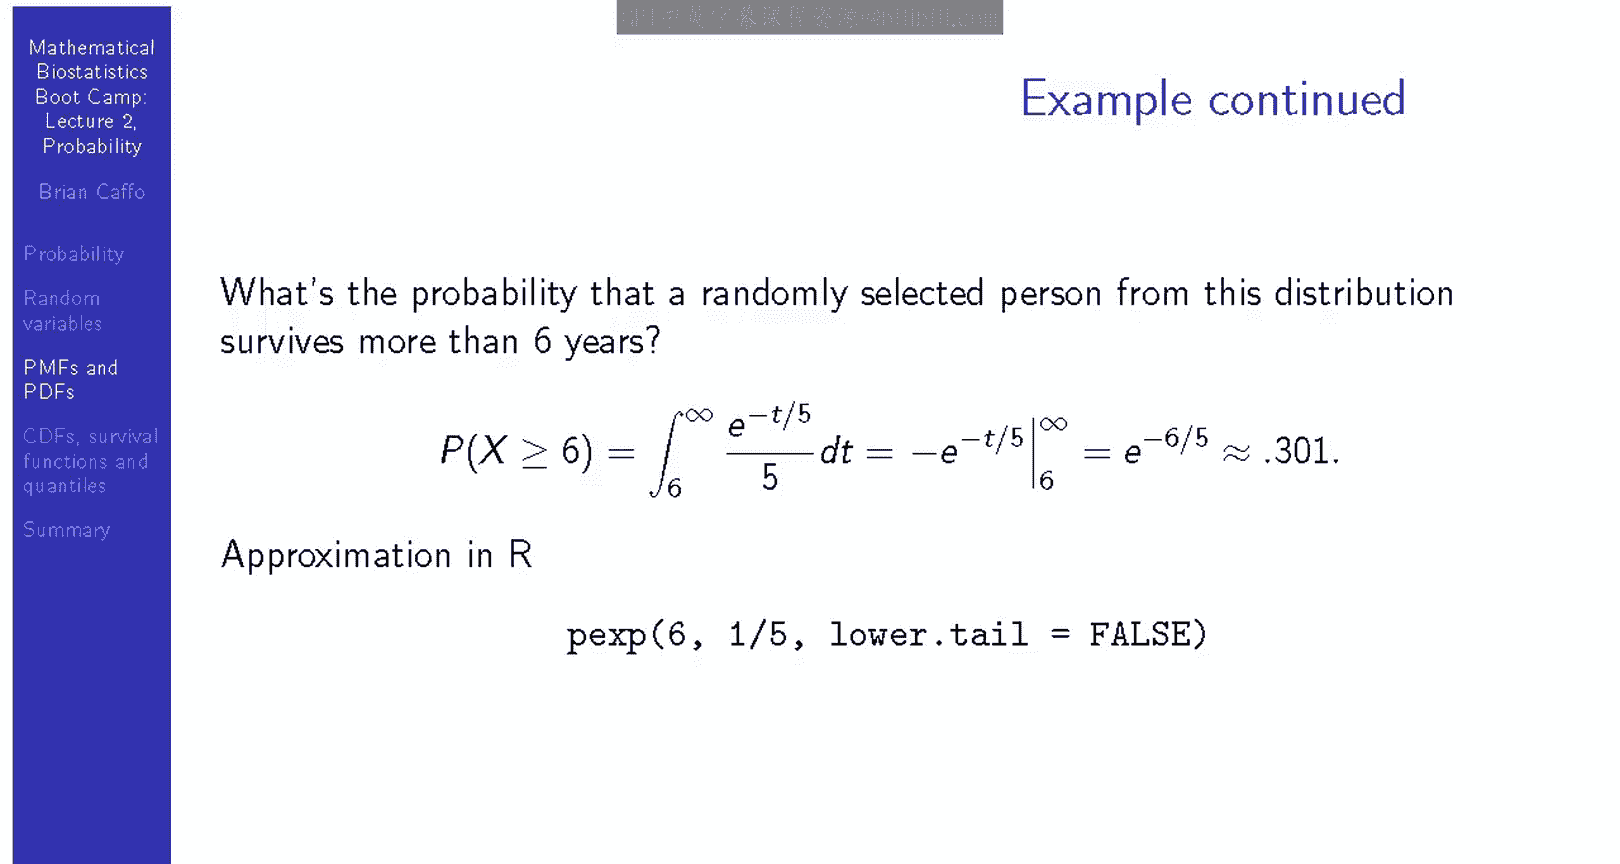 Mathematical
Biostatistics
Boot Camp:
Lecture 2,
Probability
Brian Caffo
Probability
Random
variables
PMFs and
PDFs
CDFs, survival
functions and
quantiles
Summary
Example continued
What's the probability that a randomly selected person from this distribution
survives more than 6 years?
P(X ≥ 6) = ∫₆^∞ e^{-t/5}/5 dt = −e^{-t/5}|₆^∞ = e^{-6/5} ≈ .301.
Approximation in R
pexp(6, 1/5, lower.tail = FALSE)